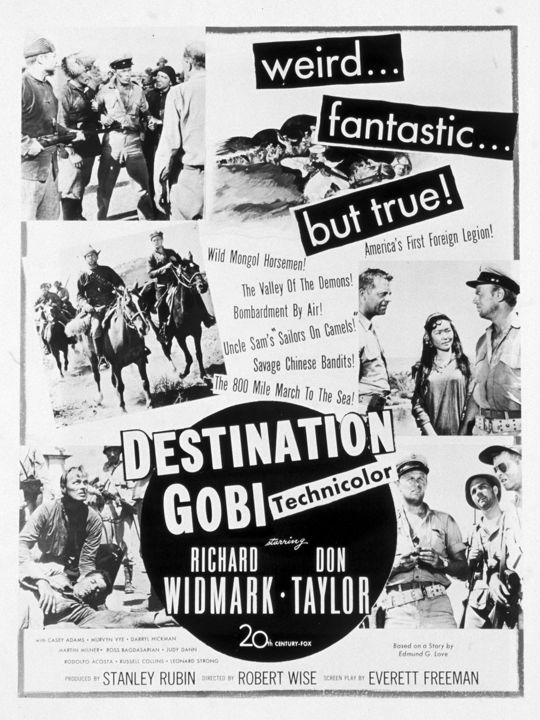 weird...
fantastic...
but true!
America's First Foreign Legion!
Wild Mongol Horsemen!
The Valley Of The Demons!
Bombardment By Air!
Uncle Sam's "Sailors On Camels"!
Savage Chinese Bandits!
The 800 Mile March To The Sea!
DESTINATION
GOBI
Technicolor
starring
RICHARD WIDMARK · DON TAYLOR
20th CENTURY-FOX
with CASEY ADAMS · MURVYN VYE · DARRYL HICKMAN
MARTIN MILNER · ROSS BAGDASARIAN · JUDY DANN
RODOLFO ACOSTA · RUSSELL COLLINS · LEONARD STRONG
Based on a Story by
Edmund G. Love
PRODUCED BY STANLEY RUBIN DIRECTED BY ROBERT WISE SCREEN PLAY BY EVERETT FREEMAN